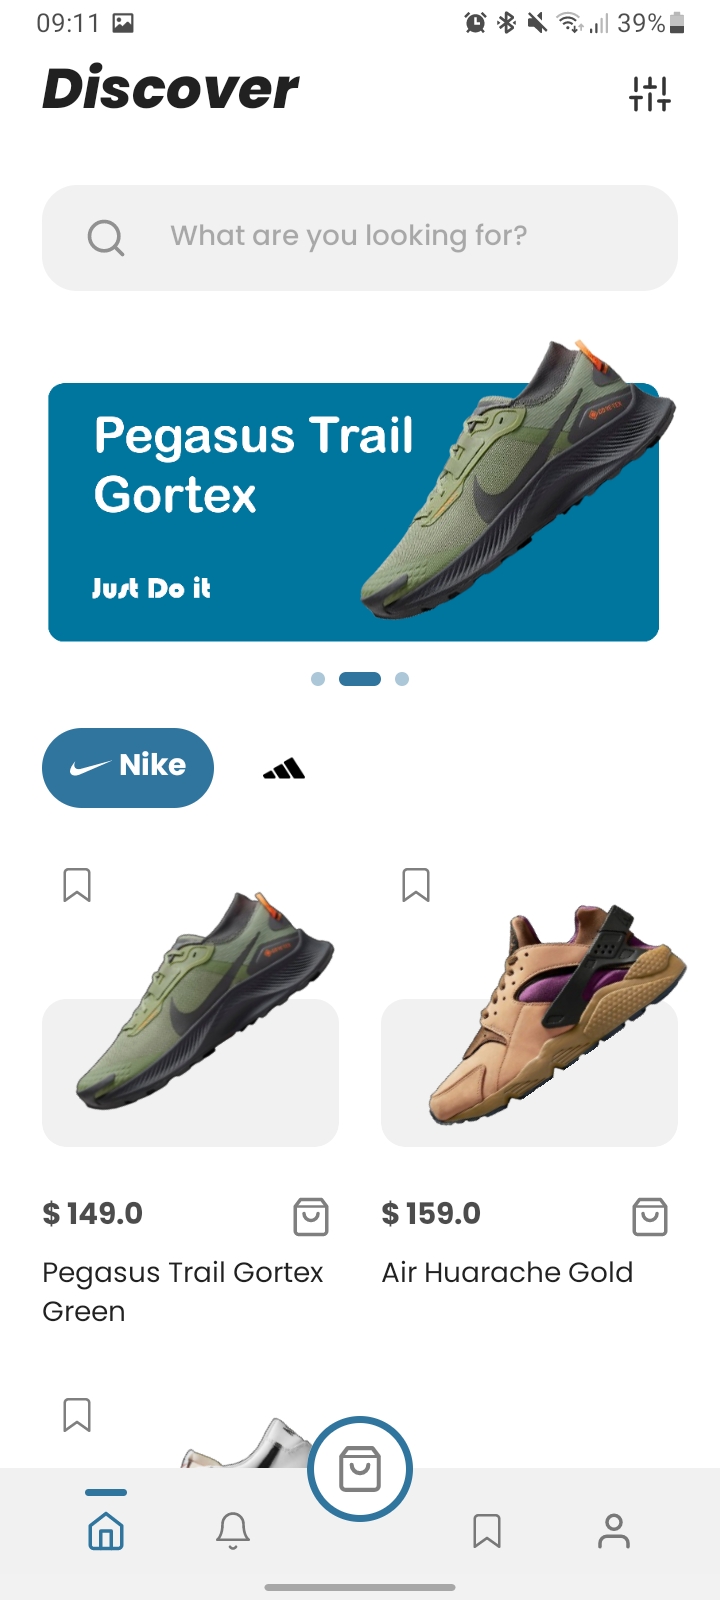 09:11
39%
Discover
What are you looking for?
Pegasus Trail
Gortex
Just Do it
Nike
$ 149.0
$ 159.0
Pegasus Trail Gortex
Green
Air Huarache Gold